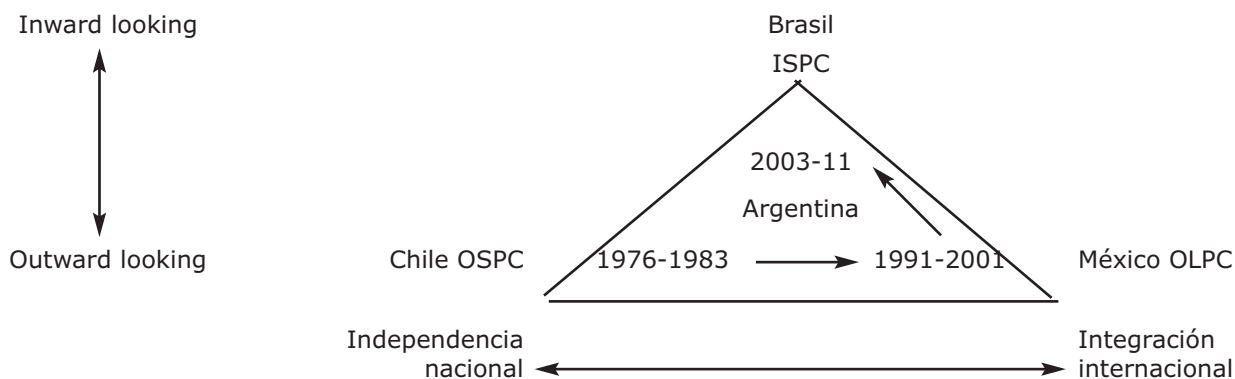 Inward looking
Brasil
ISPC
2003-11
Argentina
Outward looking
Chile OSPC
1976-1983
1991-2001
México OLPC
Independencia
nacional
Integración
internacional